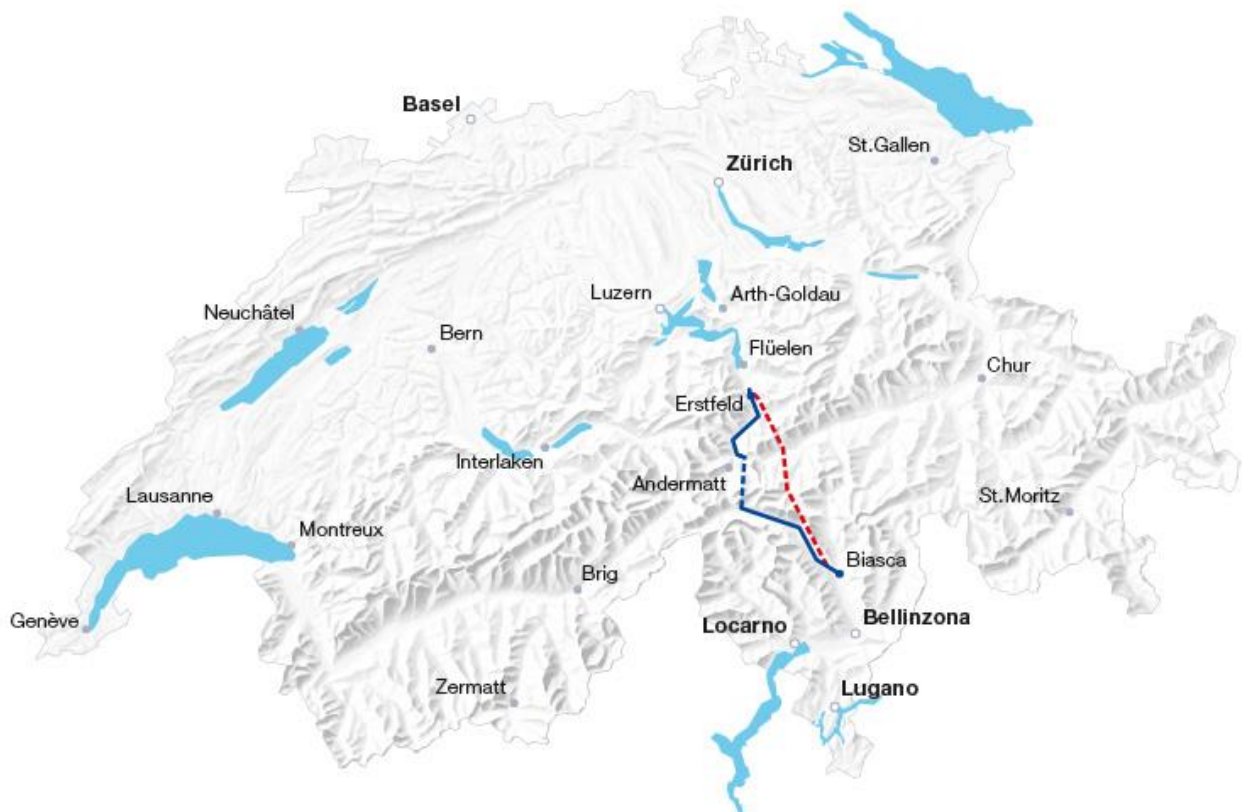 Basel
St.Gallen
Zürich
Luzern
Arth-Goldau
Neuchâtel
Bern
Flüelen
Chur
Erstfeld
Interlaken
Andermatt
Lausanne
St.Moritz
Montreux
Biasca
Brig
Genève
Bellinzona
Locarno
Zermatt
Lugano